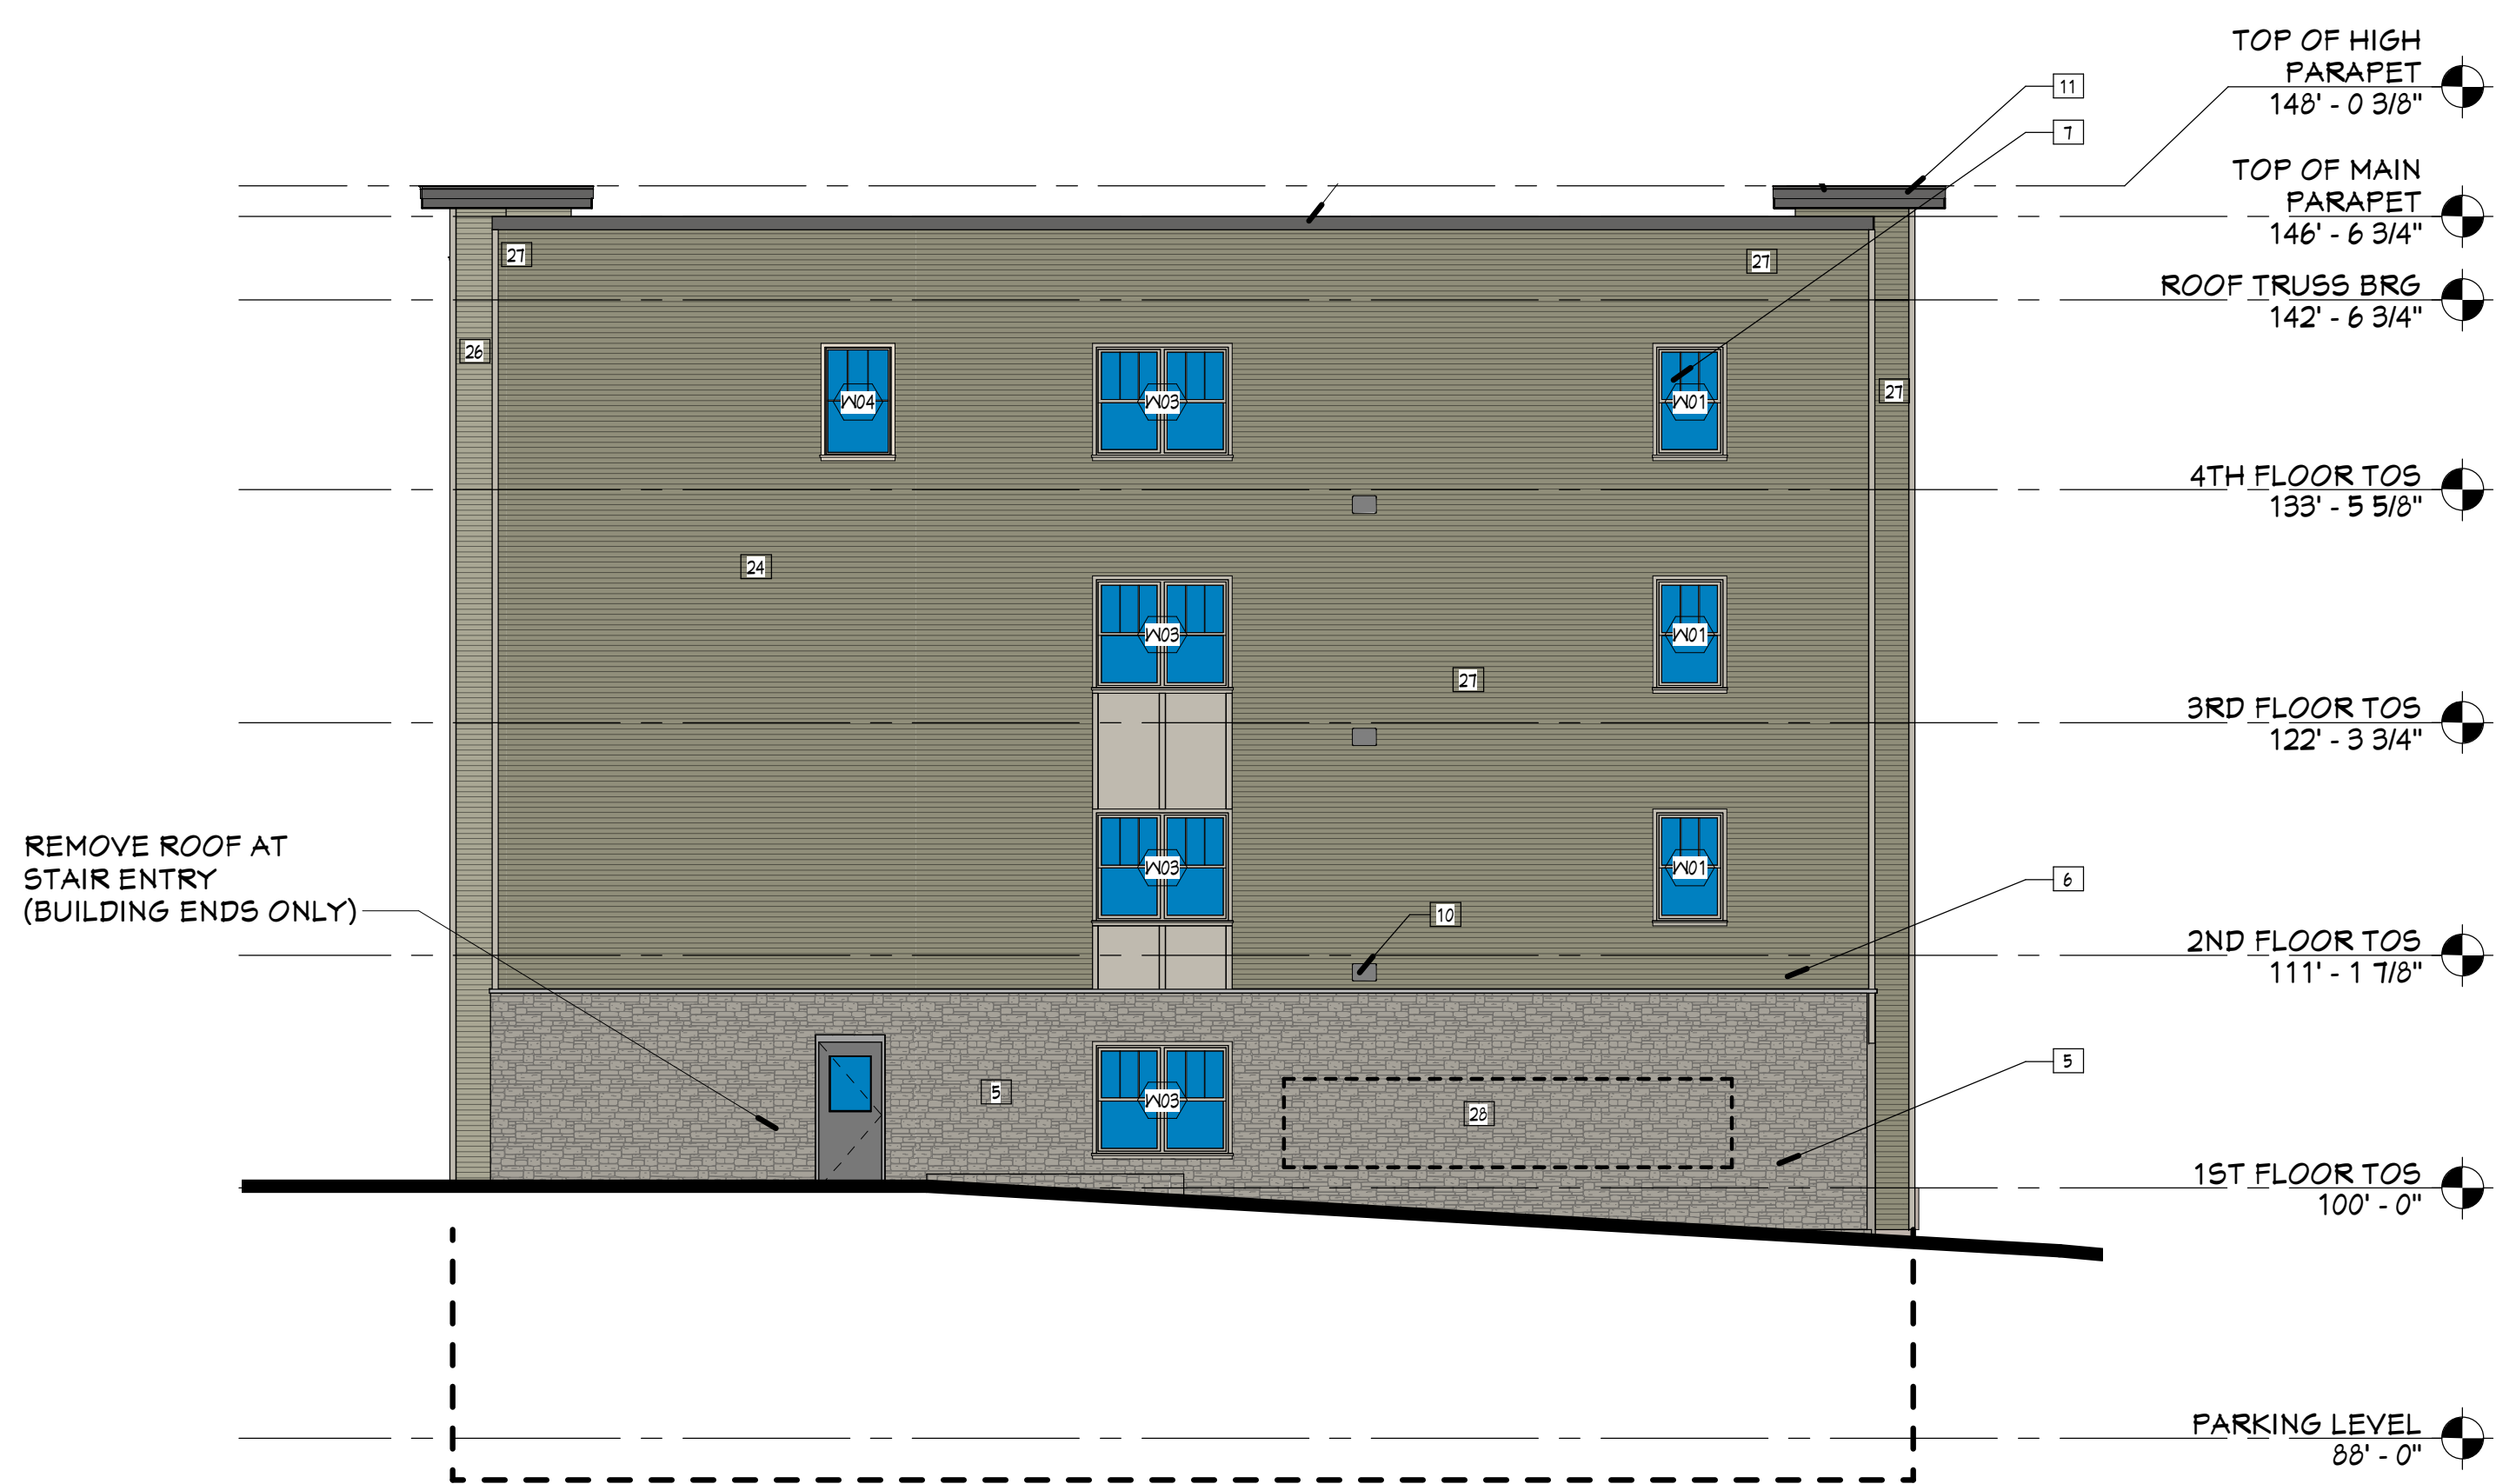 TOP OF HIGH
PARAPET
148' - 0 3/8"
11
7
TOP OF MAIN
PARAPET
146' - 6 3/4"
27
27
ROOF TRUSS BRG
142' - 6 3/4"
26
27
W04
W03
W01
4TH FLOOR TOS
133' - 5 5/8"
24
W03
W01
27
3RD FLOOR TOS
122' - 3 3/4"
REMOVE ROOF AT
STAIR ENTRY
(BUILDING ENDS ONLY)
W03
W01
6
10
2ND FLOOR TOS
111' - 1 7/8"
5
5
W03
28
1ST FLOOR TOS
100' - 0"
PARKING LEVEL
88' - 0"